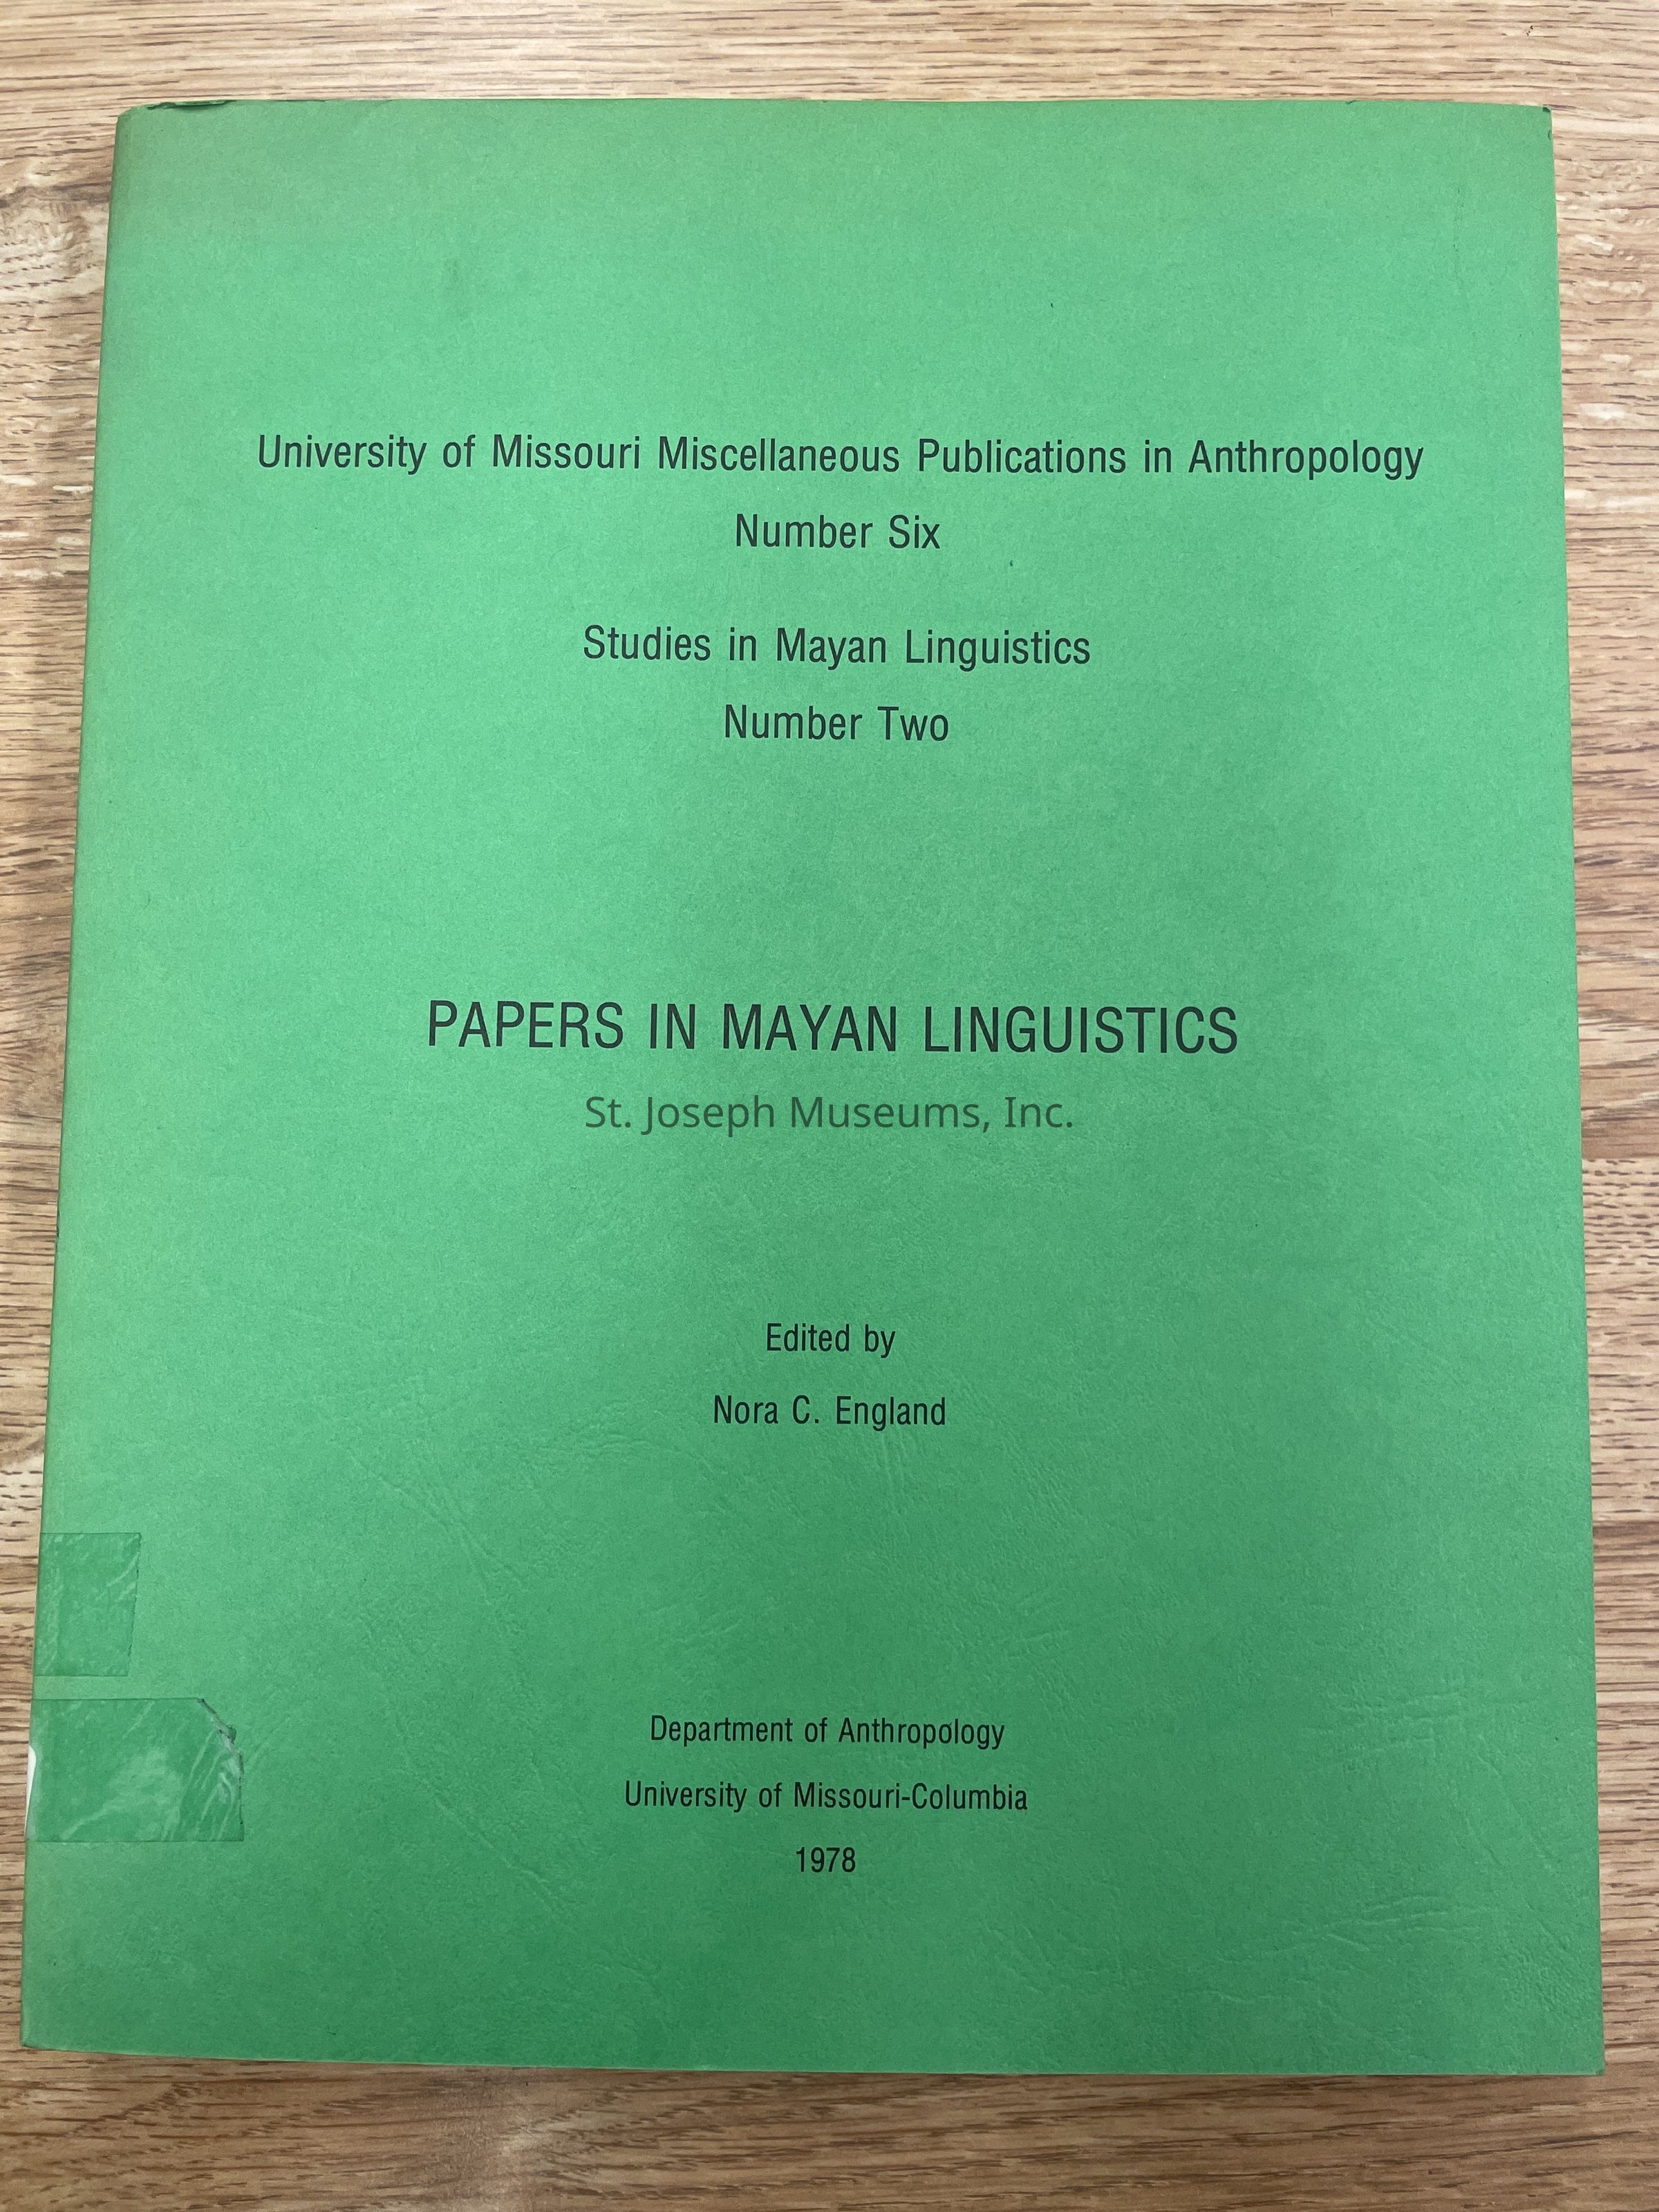 University of Missouri Miscellaneous Publications in Anthropology
Number Six
Studies in Mayan Linguistics
Number Two
PAPERS IN MAYAN LINGUISTICS
St. Joseph Museums, Inc.
Edited by
Nora C. England
Department of Anthropology
University of Missouri-Columbia
1978